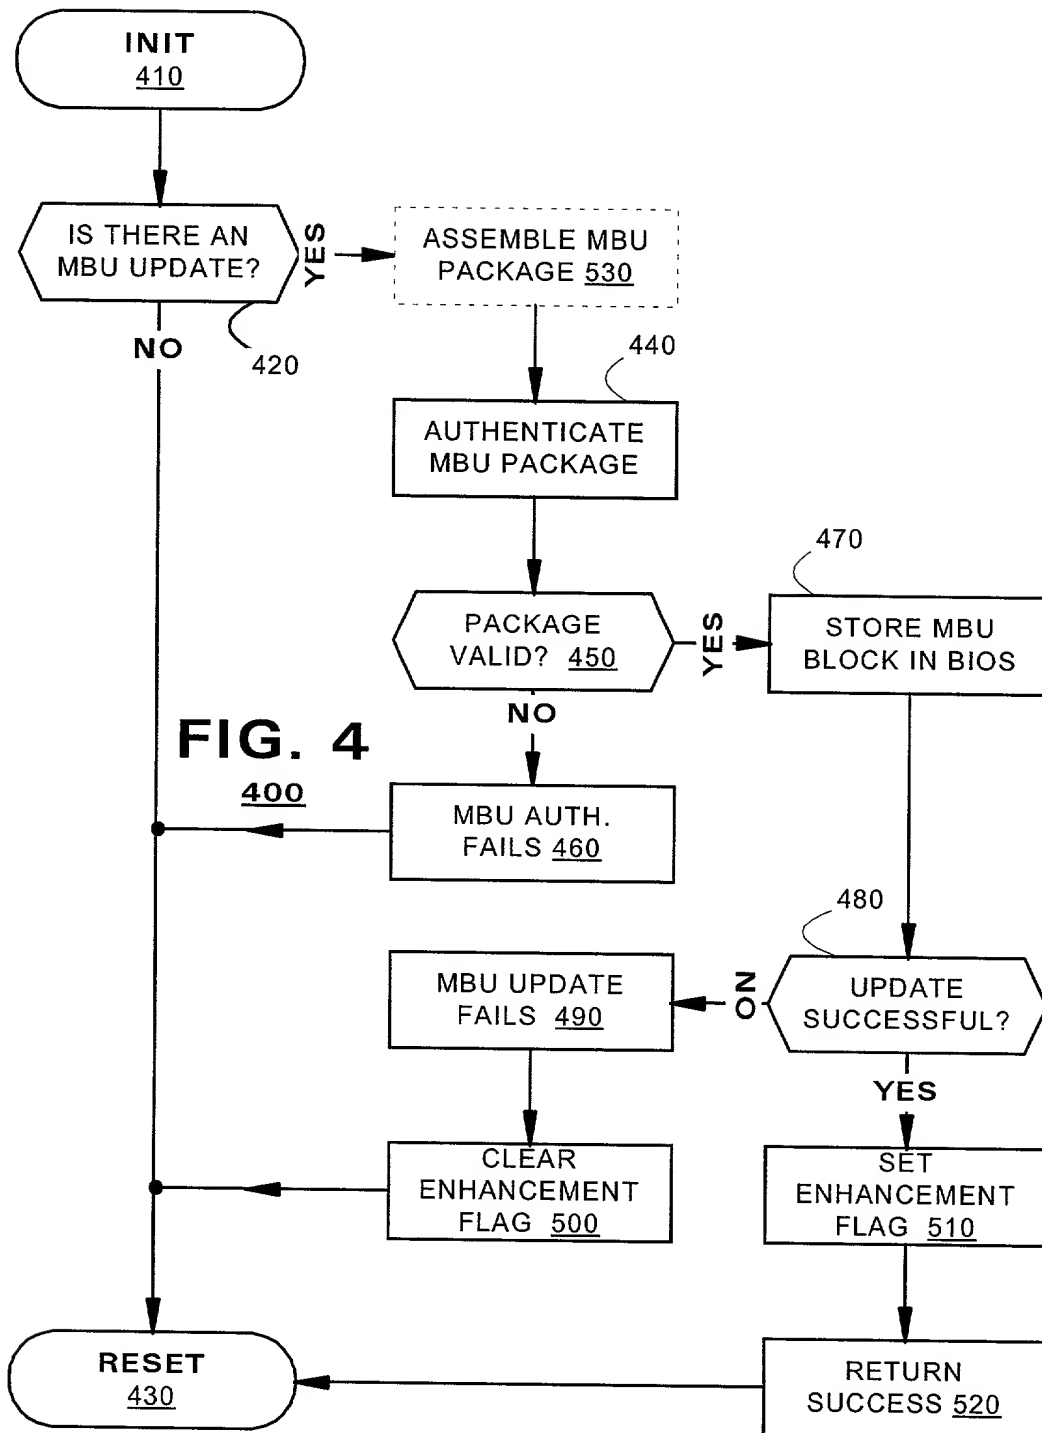 INIT
410
IS THERE AN
MBU UPDATE?
YES
ASSEMBLE MBU
PACKAGE 530
NO
420
440
AUTHENTICATE
MBU PACKAGE
470
PACKAGE
VALID? 450
YES
STORE MBU
BLOCK IN BIOS
NO
FIG. 4
400
MBU AUTH.
FAILS 460
480
MBU UPDATE
FAILS 490
NO
UPDATE
SUCCESSFUL?
YES
CLEAR
ENHANCEMENT
FLAG 500
SET
ENHANCEMENT
FLAG 510
RESET
430
RETURN
SUCCESS 520